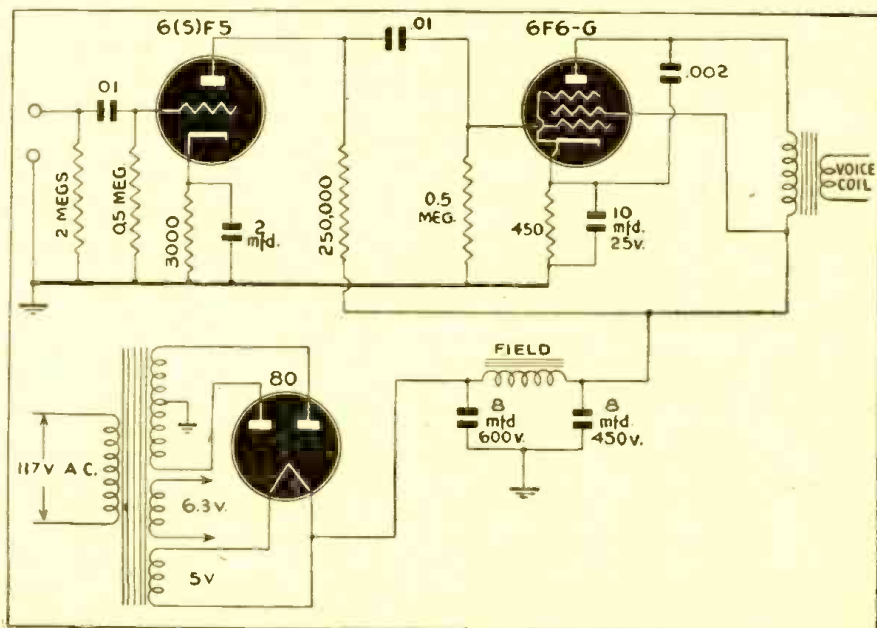 6(S)F5
.01
6F6-G
.002
01
2 MEGS
0.5 MEG.
3000
2
mfd.
250,000
0.5
MEG.
450
10
mfd.
25v.
VOICE
COIL
80
FIELD
8
mfd
600v.
8
mfd
450v.
117V A.C.
6.3v.
5V